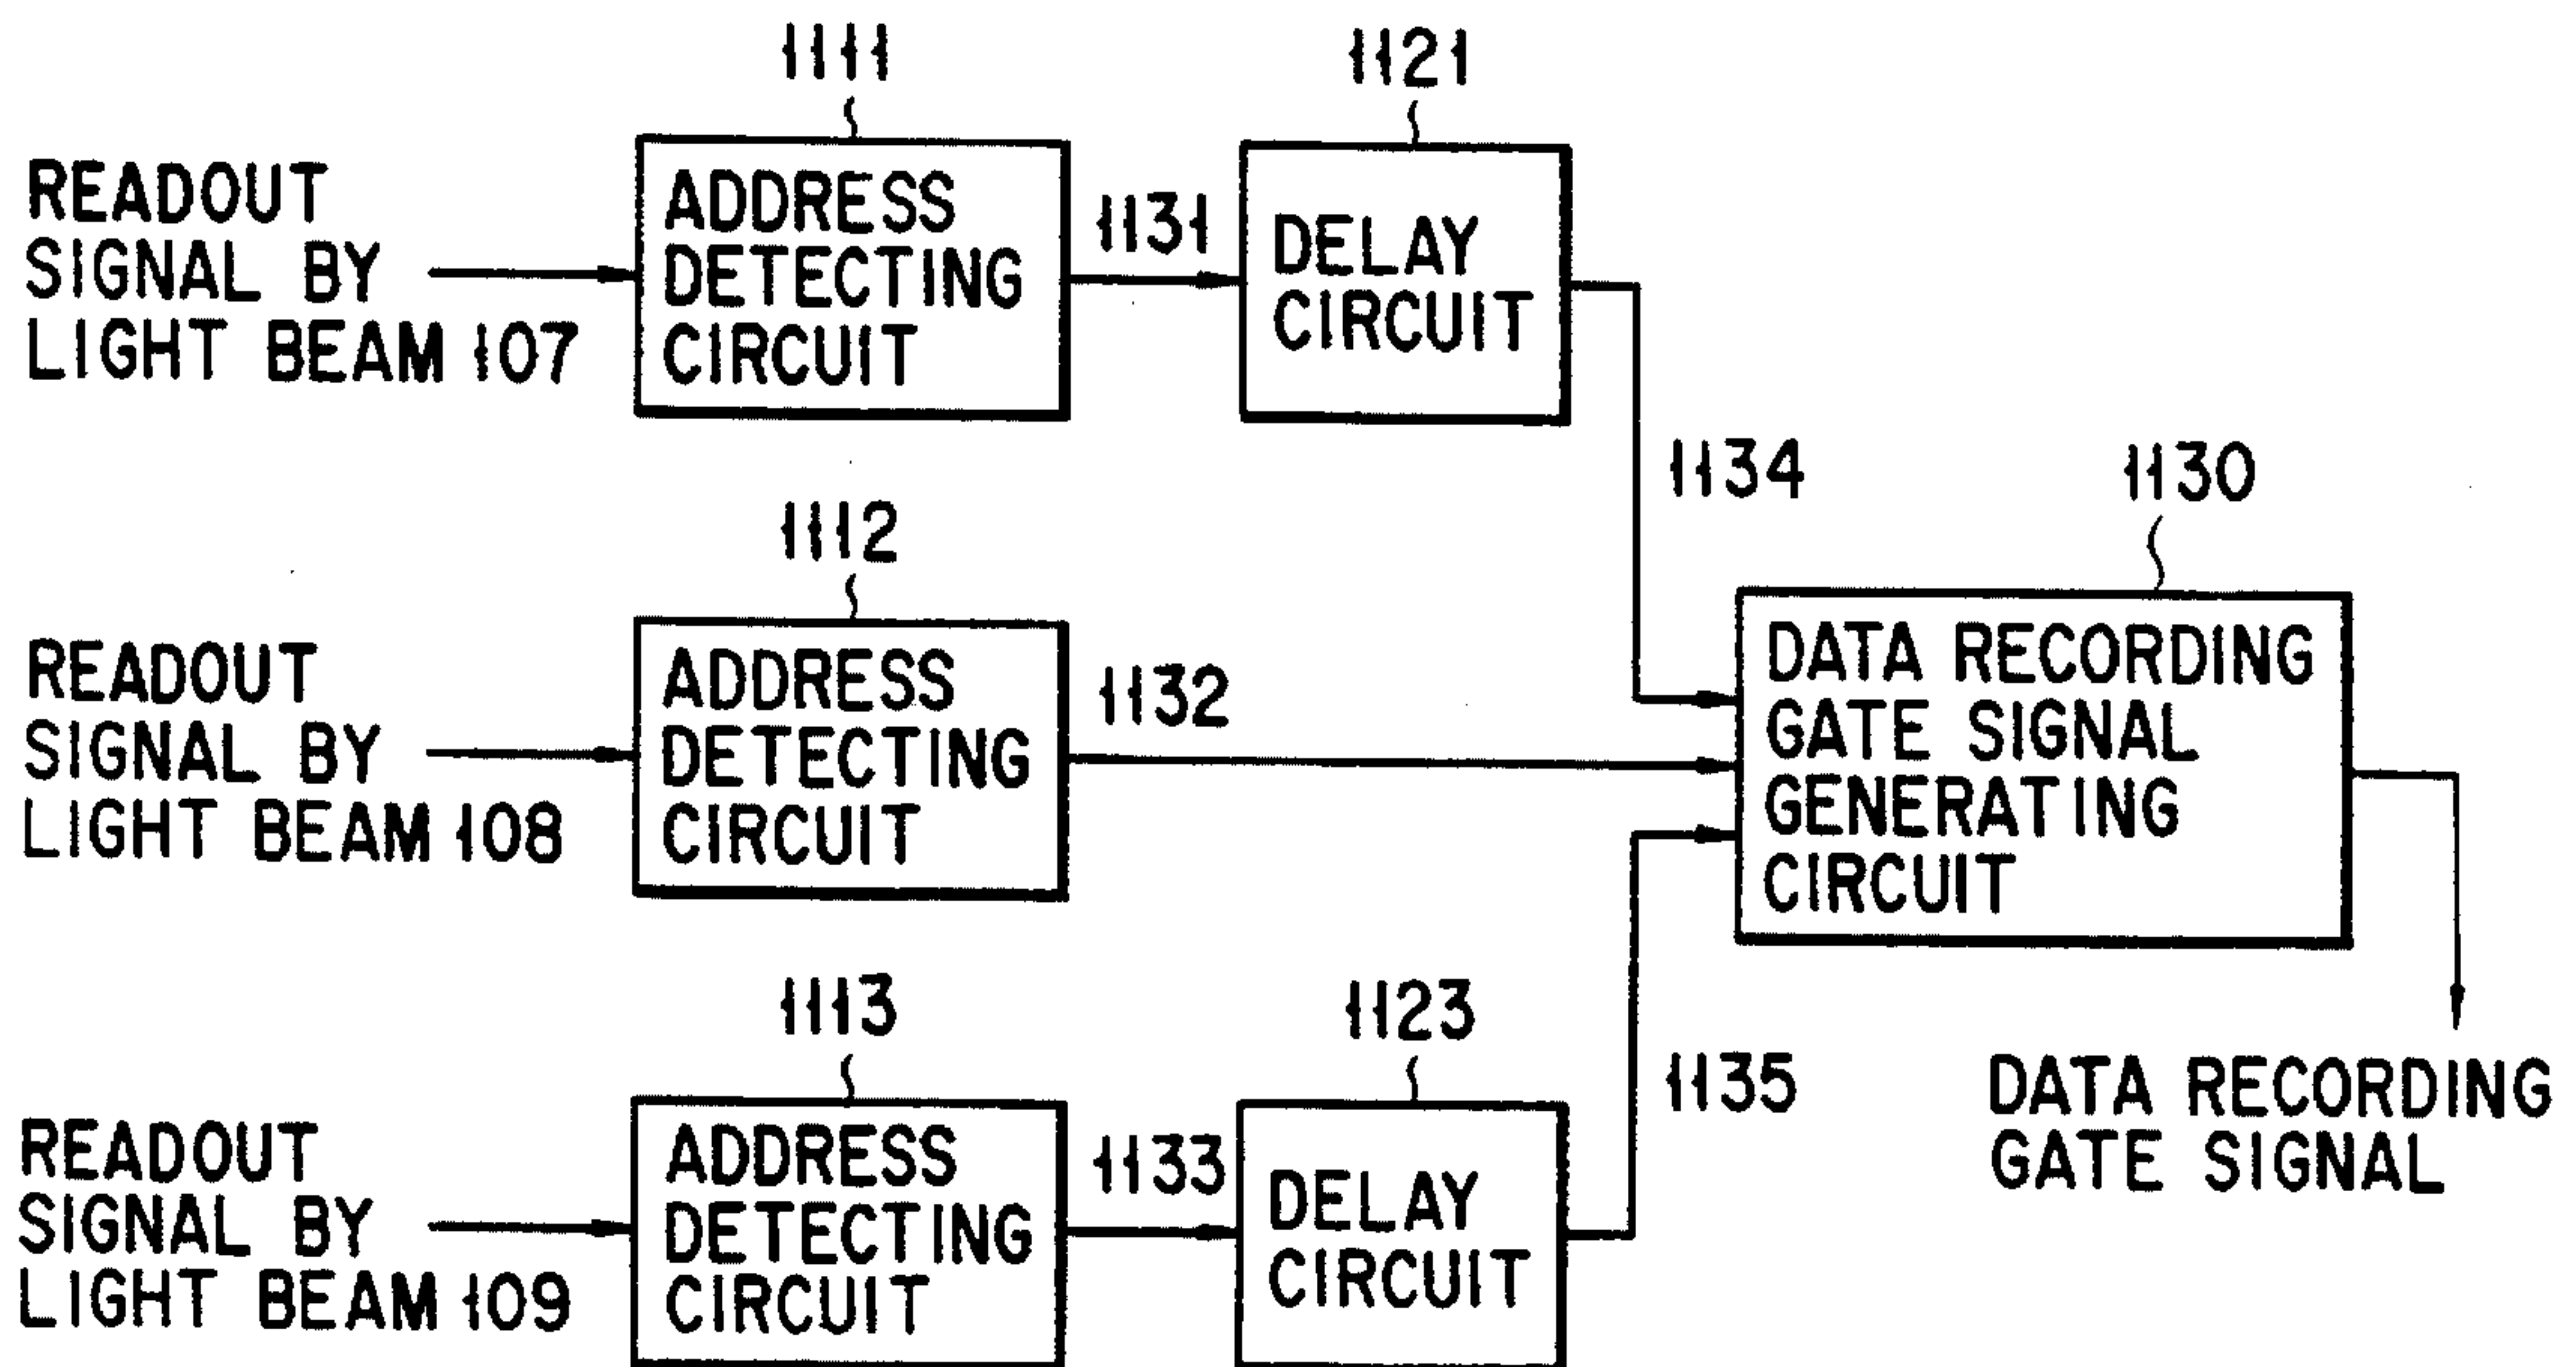 1111
1121
READOUT
SIGNAL BY
LIGHT BEAM 107
ADDRESS
DETECTING
CIRCUIT
1131
DELAY
CIRCUIT
1134
1130
1112
READOUT
SIGNAL BY
LIGHT BEAM 108
ADDRESS
DETECTING
CIRCUIT
1132
DATA RECORDING
GATE SIGNAL
GENERATING
CIRCUIT
1113
1123
READOUT
SIGNAL BY
LIGHT BEAM 109
ADDRESS
DETECTING
CIRCUIT
1133
DELAY
CIRCUIT
1135
DATA RECORDING
GATE SIGNAL